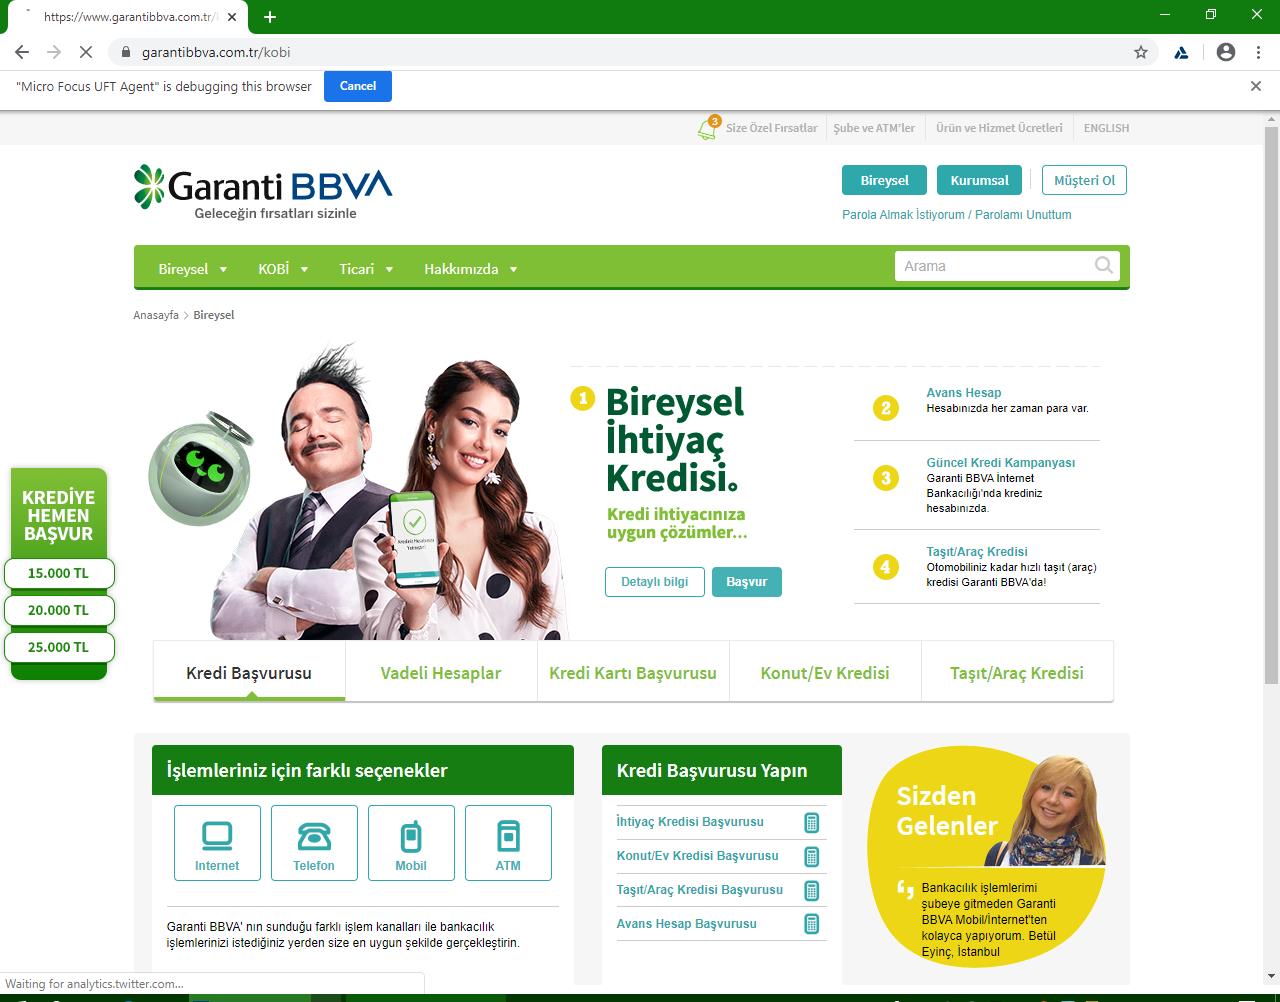 https://www.garantibbva.com.tr/
garantibbva.com.tr/kobi
"Micro Focus UFT Agent" is debugging this browser
Cancel
3
Size Özel Fırsatlar
Şube ve ATM'ler
Ürün ve Hizmet Ücretleri
ENGLISH
Garanti BBVA
Geleceğin fırsatları sizinle
Bireysel
Kurumsal
Müşteri Ol
Parola Almak İstiyorum / Parolamı Unuttum
Bireysel
KOBİ
Ticari
Hakkımızda
Arama
Anasayfa
Bireysel
1
Bireysel
İhtiyaç
Kredisi.
Kredi ihtiyacınıza
uygun çözümler...
Detaylı bilgi
Başvur
2
Avans Hesap
Hesabınızda her zaman para var.
3
Güncel Kredi Kampanyası
Garanti BBVA İnternet
Bankacılığı'nda krediniz
hesabınızda.
4
Taşıt/Araç Kredisi
Otomobiliniz kadar hızlı taşıt (araç)
kredisi Garanti BBVA'da!
KREDİYE
HEMEN
BAŞVUR
15.000 TL
20.000 TL
25.000 TL
Kredi Başvurusu
Vadeli Hesaplar
Kredi Kartı Başvurusu
Konut/Ev Kredisi
Taşıt/Araç Kredisi
İşlemleriniz için farklı seçenekler
Internet
Telefon
Mobil
ATM
Garanti BBVA' nın sunduğu farklı işlem kanalları ile bankacılık
işlemlerinizi istediğiniz yerden size en uygun şekilde gerçekleştirin.
Kredi Başvurusu Yapın
İhtiyaç Kredisi Başvurusu
Konut/Ev Kredisi Başvurusu
Taşıt/Araç Kredisi Başvurusu
Avans Hesap Başvurusu
Sizden
Gelenler
Bankacılık işlemlerimi
şubeye gitmeden Garanti
BBVA Mobil/İnternet'ten
kolayca yapıyorum. Betül
Eyinç, İstanbul
Waiting for analytics.twitter.com...